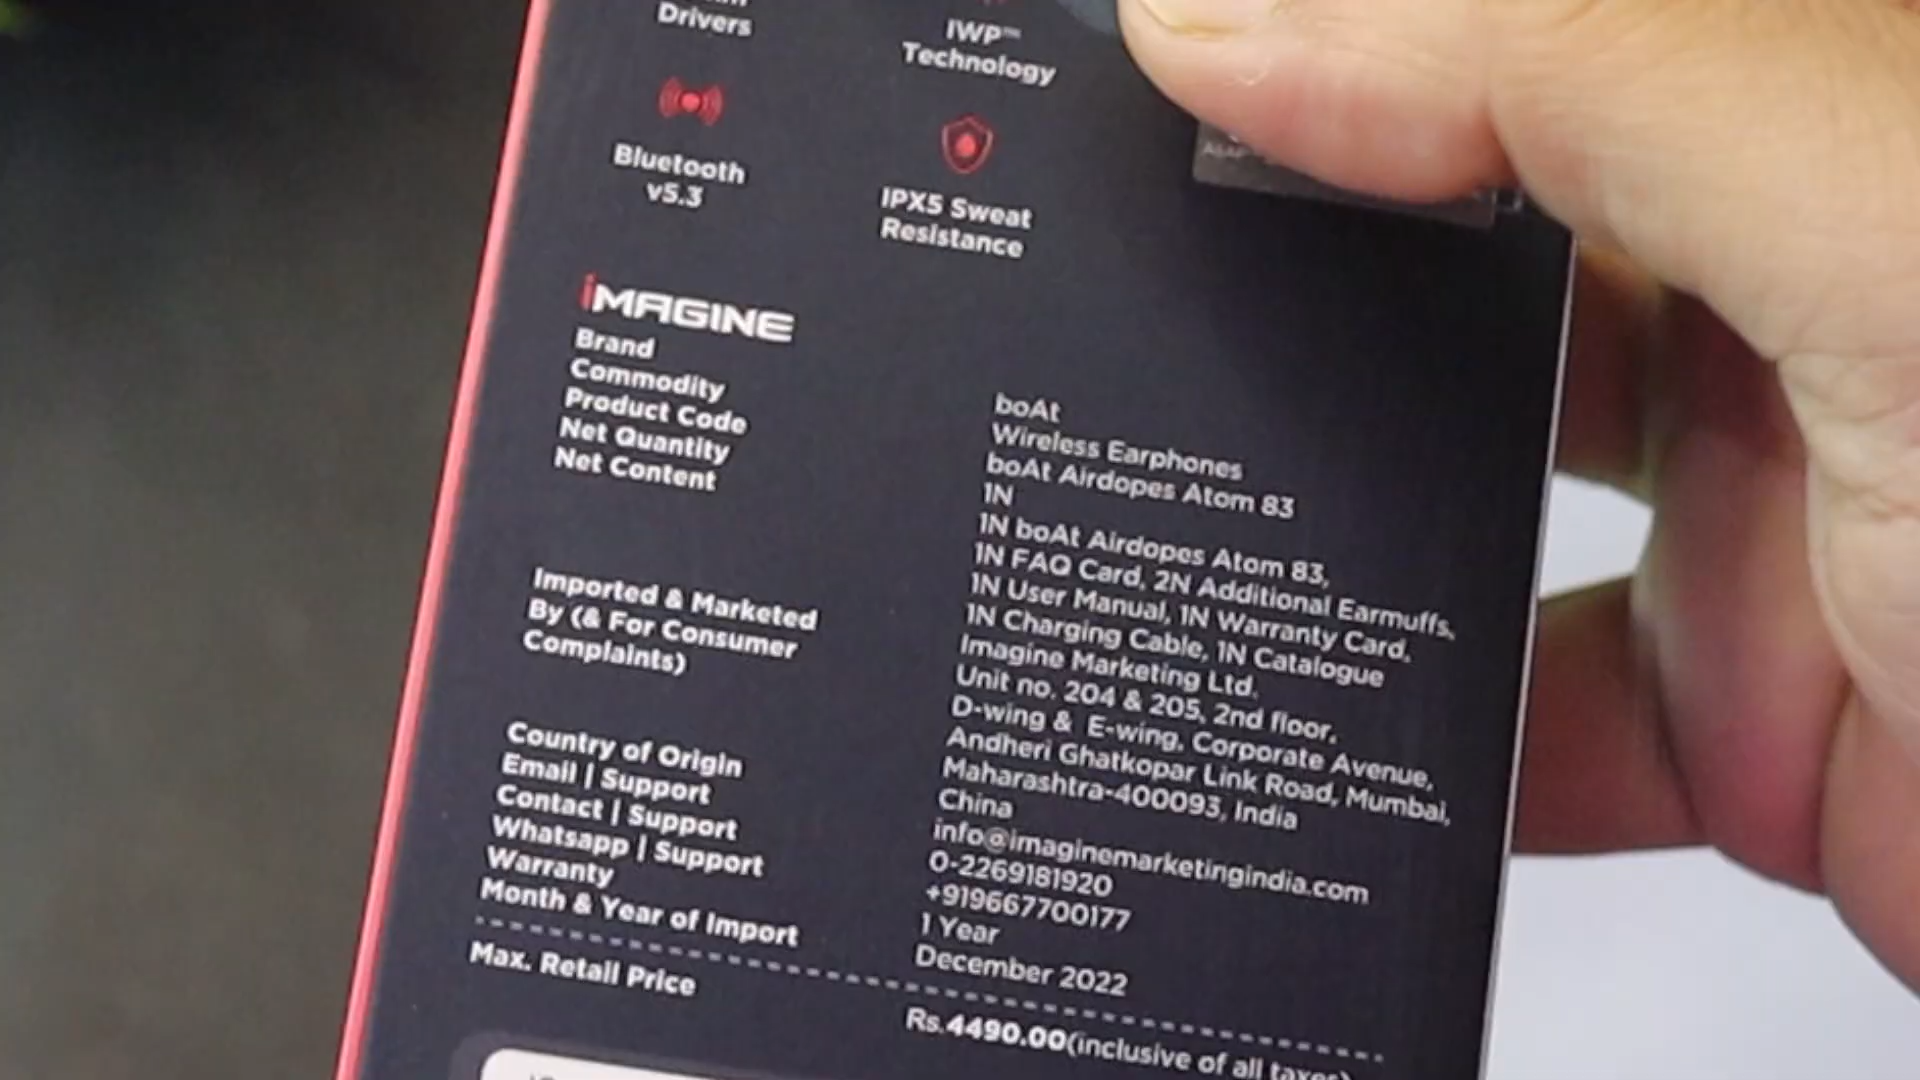 Drivers
IWP™
Technology
Bluetooth
v5.3
IPX5 Sweat
Resistance
iMAGINE
Brand
Commodity
Product Code
Net Quantity
Net Content
Imported & Marketed
By (& For Consumer
Complaints)
Country of Origin
Email | Support
Contact | Support
Whatsapp | Support
Warranty
Month & Year of Import
boAt
Wireless Earphones
boAt Airdopes Atom 83
1N
1N boAt Airdopes Atom 83,
1N FAQ Card, 2N Additional Earmuffs,
1N User Manual, 1N Warranty Card,
1N Charging Cable, 1N Catalogue
Imagine Marketing Ltd.
Unit no. 204 & 205, 2nd floor,
D-wing & E-wing, Corporate Avenue,
Andheri Ghatkopar Link Road, Mumbai,
Maharashtra-400093, India
China
info@imaginemarketingindia.com
0-2269181920
+919667700177
1 Year
December 2022
Max. Retail Price
Rs.4490.00(inclusive of all taxes)